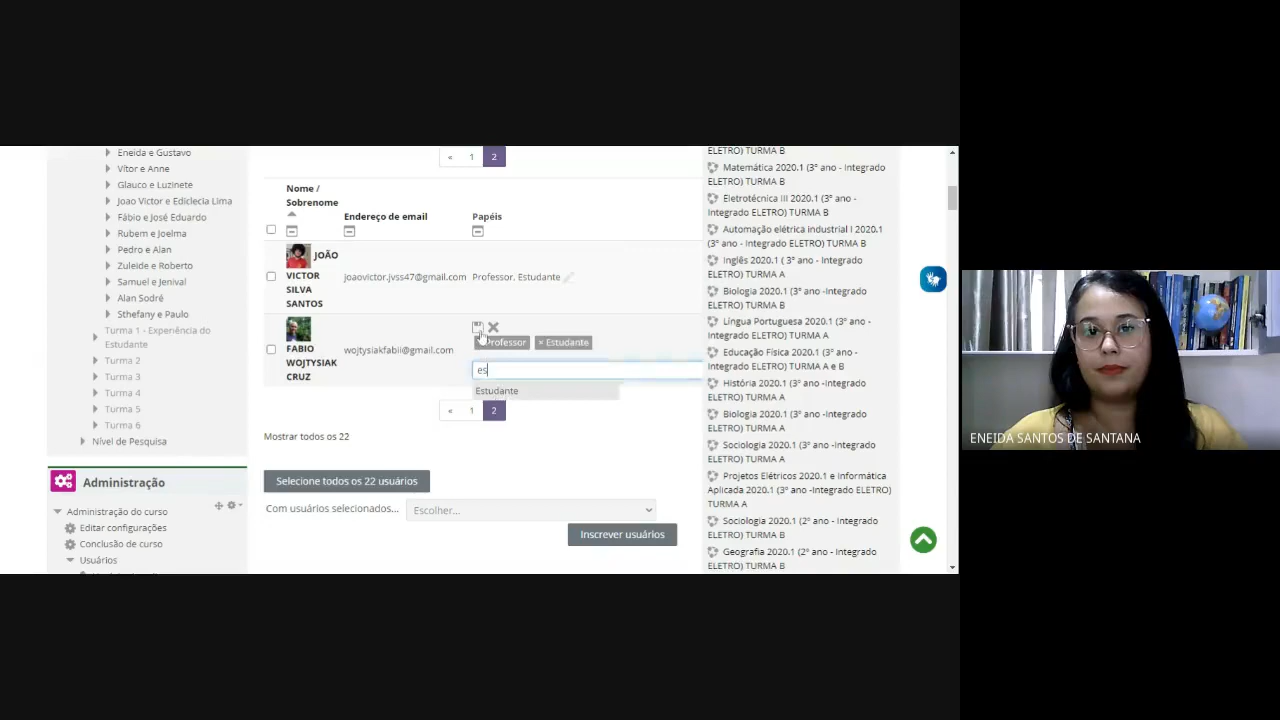 Eneida e Gustavo
Vítor e Anne
Glauco e Luzinete
Joao Victor e Ediclecia Lima
Fábio e José Eduardo
Rubem e Joelma
Pedro e Alan
Zuleide e Roberto
Samuel e Jenival
Alan Sodré
Sthefany e Paulo
Turma 1 - Experiência do
Estudante
Turma 2
Turma 3
Turma 4
Turma 5
Turma 6
Nível de Pesquisa
Administração
Administração do curso
Editar configurações
Conclusão de curso
Usuários
« 1 2
Nome /
Sobrenome
Endereço de email
Papéis
JOÃO
VICTOR
SILVA
SANTOS
joaovictor.jvss47@gmail.com
Professor, Estudante
FABIO
WOJTYSIAK
CRUZ
wojtysiakfabii@gmail.com
Professor × Estudante
es
Estudante
« 1 2
Mostrar todos os 22
Selecione todos os 22 usuários
Com usuários selecionados...
Escolher...
Inscrever usuários
ELETRO) TURMA B
Matemática 2020.1 (3º ano - Integrado
ELETRO) TURMA B
Eletrotécnica III 2020.1 (3º ano -
Integrado ELETRO) TURMA B
Automação elétrica industrial I 2020.1
(3º ano - Integrado ELETRO) TURMA B
Inglês 2020.1 ( 3º ano - Integrado
ELETRO) TURMA A
Biologia 2020.1 (3º ano -Integrado
ELETRO) TURMA B
Língua Portuguesa 2020.1 (3º ano -
Integrado ELETRO) TURMA A
Educação Física 2020.1 (3º ano -
Integrado ELETRO) TURMA A e B
História 2020.1 (3º ano -Integrado
ELETRO) TURMA A
Biologia 2020.1 (3º ano -Integrado
ELETRO) TURMA A
Sociologia 2020.1 (3º ano -Integrado
ELETRO) TURMA A
Projetos Elétricos 2020.1 e Informática
Aplicada 2020.1 (3º ano -Integrado ELETRO)
TURMA A
Sociologia 2020.1 (2º ano - Integrado
ELETRO) TURMA B
Geografia 2020.1 (2º ano - Integrado
ELETRO) TURMA B
ENEIDA SANTOS DE SANTANA